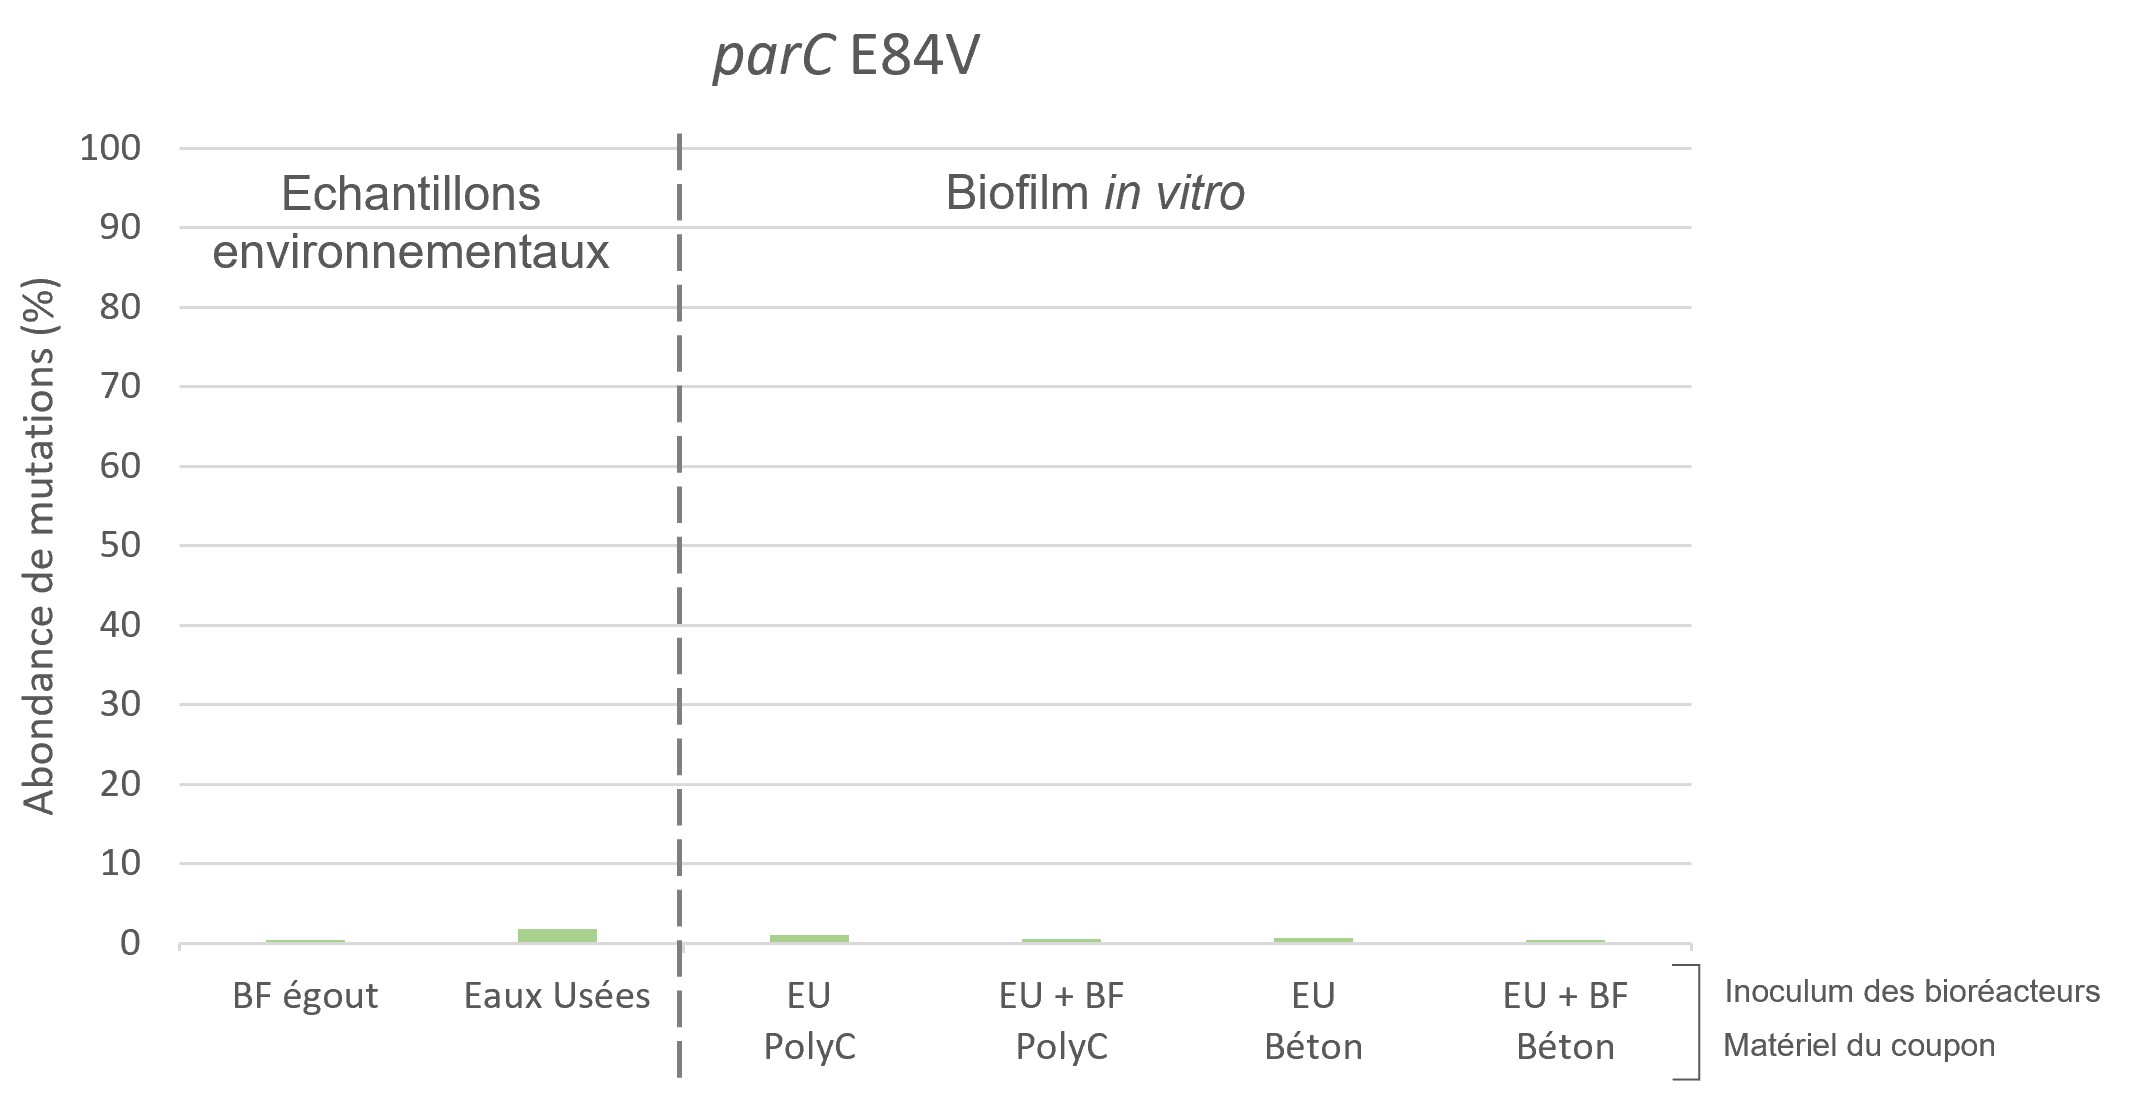 parC E84V
Abondance de mutations (%)
100
90
80
70
60
50
40
30
20
10
0
Echantillons
environnementaux
Biofilm in vitro
BF égout
Eaux Usées
EU
PolyC
EU + BF
PolyC
EU
Béton
EU + BF
Béton
Inoculum des bioréacteurs
Matériel du coupon